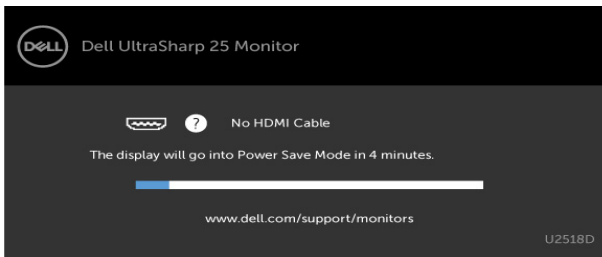 DELL Dell UltraSharp 25 Monitor
? No HDMI Cable
The display will go into Power Save Mode in 4 minutes.
www.dell.com/support/monitors
U2518D